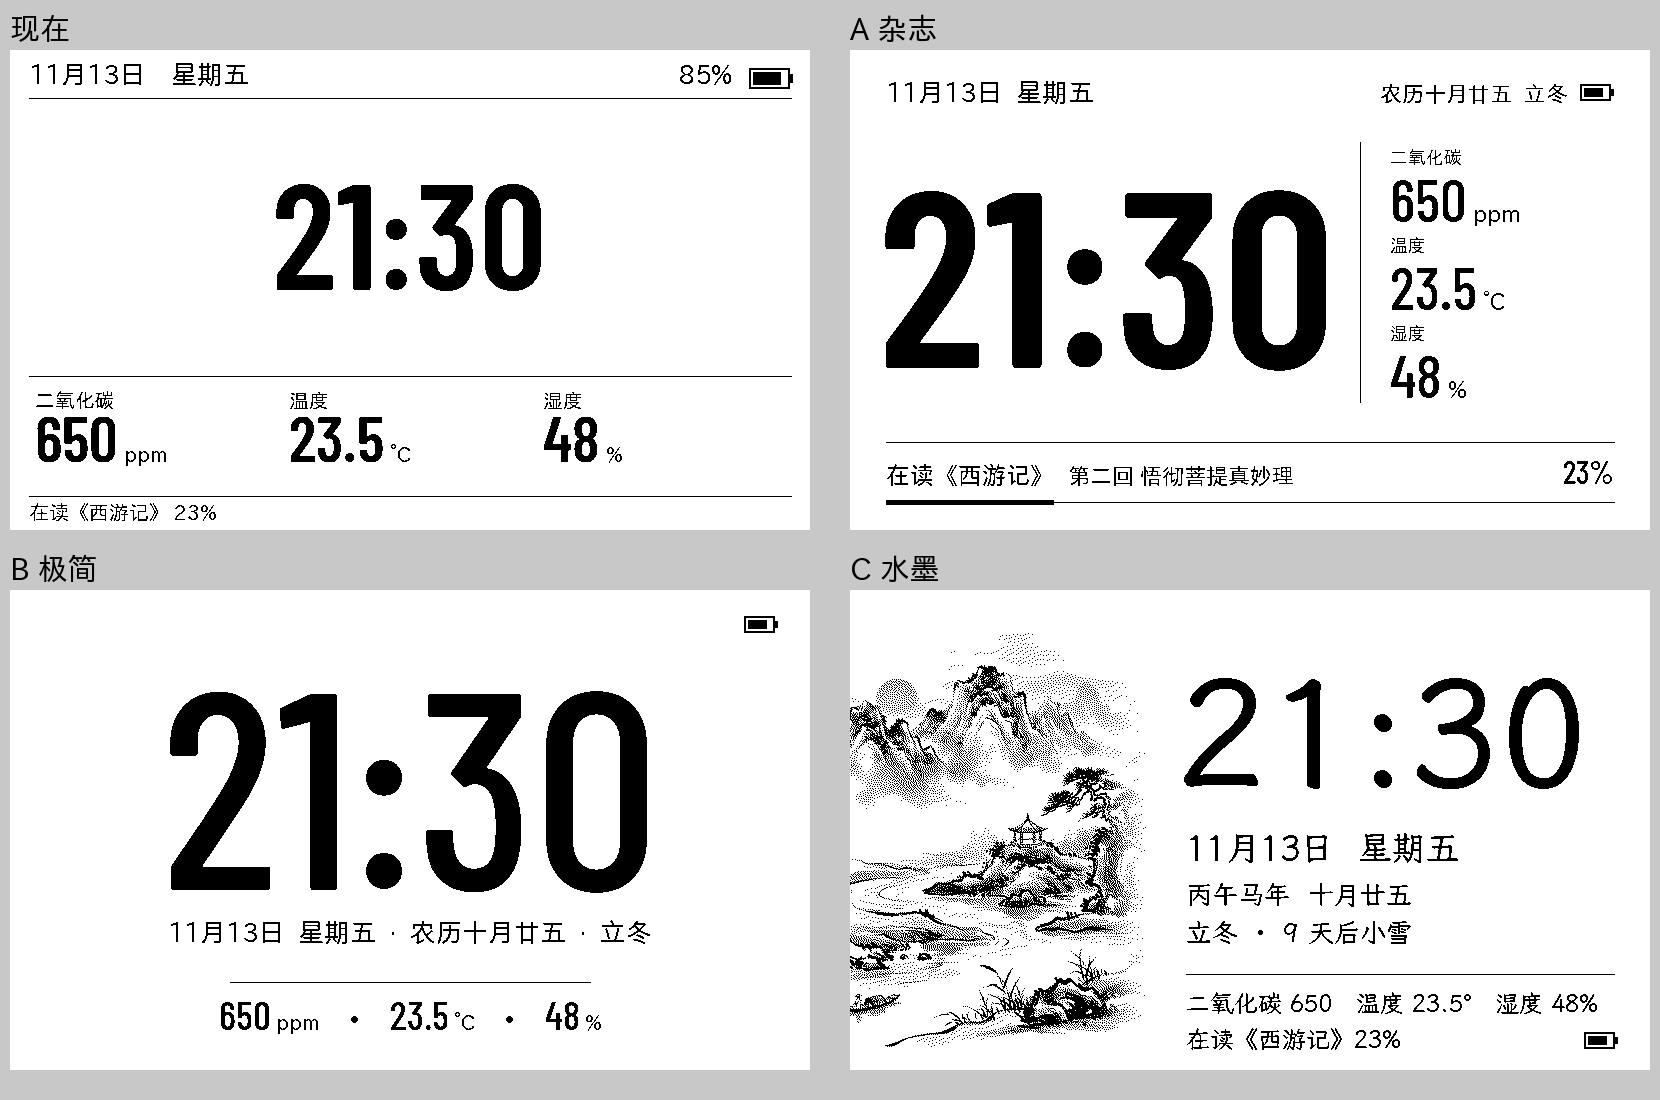 现在
11月13日 星期五 85%
21:30
二氧化碳 温度 湿度
650 ppm 23.5 °C 48 %
在读《西游记》 23%
A 杂志
11月13日 星期五 农历十月廿五 立冬
21:30
二氧化碳
650 ppm
温度
23.5 °C
湿度
48 %
在读《西游记》 第二回 悟彻菩提真妙理 23%
B 极简
21:30
11月13日 星期五 · 农历十月廿五 · 立冬
650 ppm • 23.5 °C • 48 %
C 水墨
21:30
11月13日 星期五
丙午马年 十月廿五
立冬 · 9 天后小雪
二氧化碳 650 温度 23.5° 湿度 48%
在读《西游记》23%